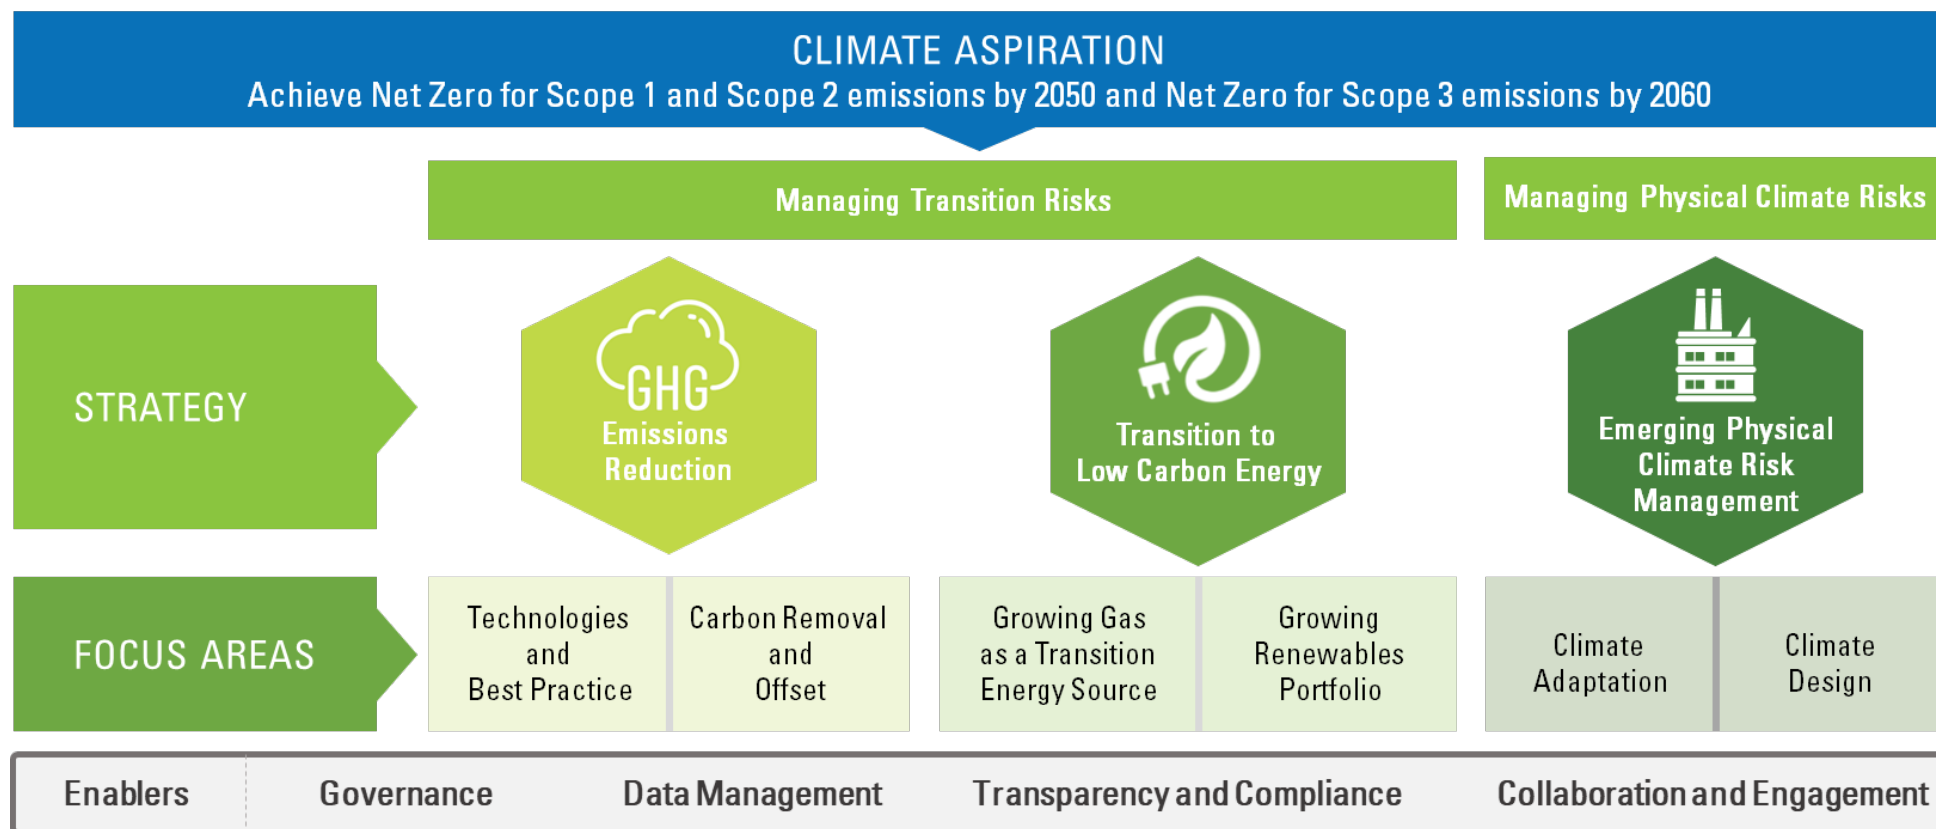 CLIMATE ASPIRATION
Achieve Net Zero for Scope 1 and Scope 2 emissions by 2050 and Net Zero for Scope 3 emissions by 2060
Managing Transition Risks
Managing Physical Climate Risks
STRATEGY
GHG
Emissions
Reduction
Transition to
Low Carbon Energy
Emerging Physical
Climate Risk
Management
FOCUS AREAS
Technologies
and
Best Practice
Carbon Removal
and
Offset
Growing Gas
as a Transition
Energy Source
Growing
Renewables
Portfolio
Climate
Adaptation
Climate
Design
Enablers
Governance
Data Management
Transparency and Compliance
Collaboration and Engagement